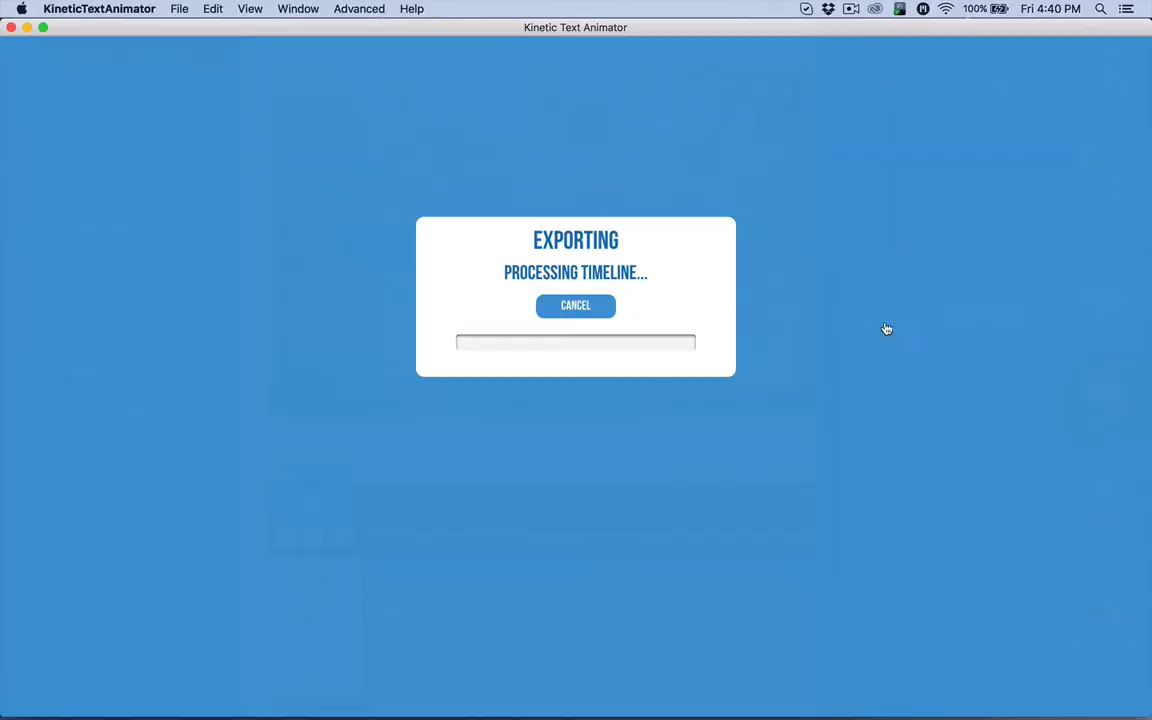 KineticTextAnimator File Edit View Window Advanced Help 100% Fri 4:40 PM
Kinetic Text Animator
EXPORTING
PROCESSING TIMELINE...
CANCEL